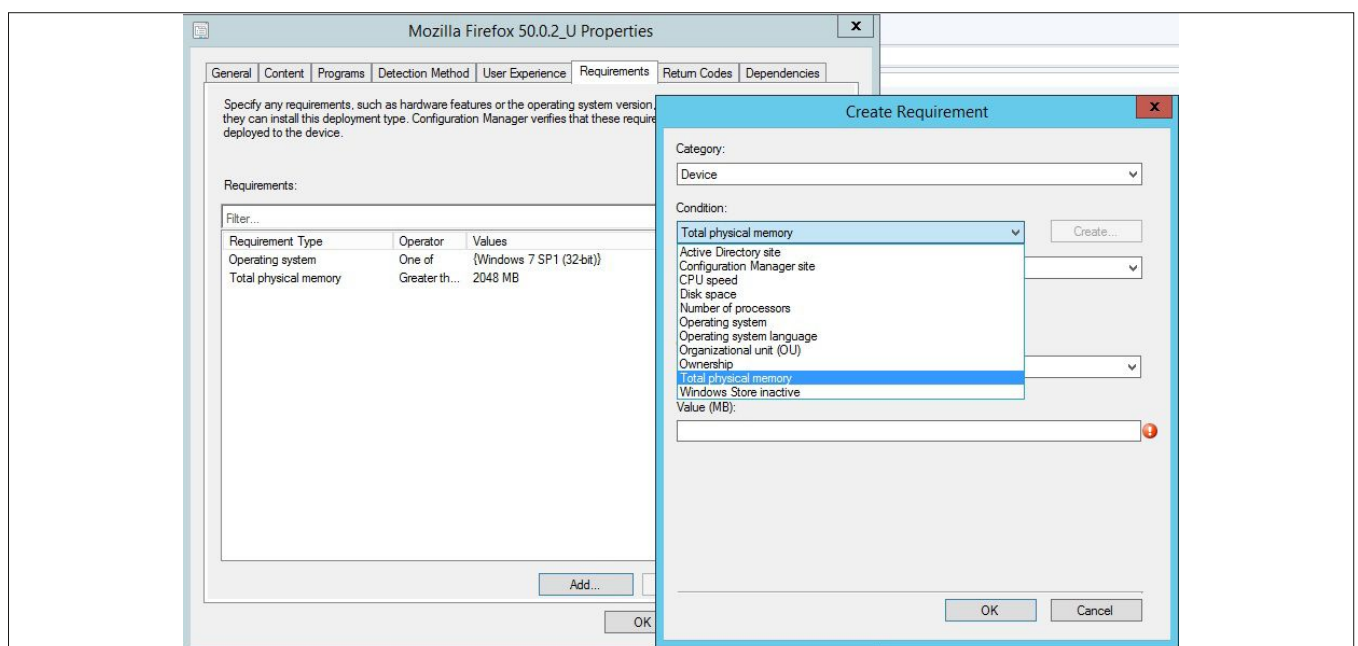 Mozilla Firefox 50.0.2_U Properties
x
General Content Programs Detection Method User Experience Requirements Return Codes Dependencies
Specify any requirements, such as hardware features or the operating system version,
they can install this deployment type. Configuration Manager verifies that these require
deployed to the device.
Requirements:
Filter...
Requirement Type Operator Values
Operating system One of {Windows 7 SP1 (32-bit)}
Total physical memory Greater th... 2048 MB
Add...
OK
Create Requirement
x
Category:
Device
Condition:
Total physical memory
Create...
Active Directory site
Configuration Manager site
CPU speed
Disk space
Number of processors
Operating system
Operating system language
Organizational unit (OU)
Ownership
Total physical memory
Windows Store inactive
Value (MB):
OK Cancel